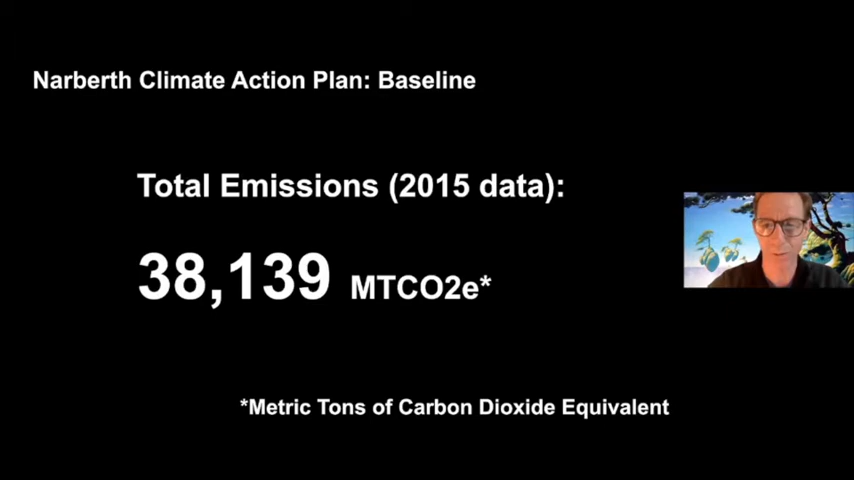 Narberth Climate Action Plan: Baseline
Total Emissions (2015 data):
38,139 MTCO2e*
*Metric Tons of Carbon Dioxide Equivalent